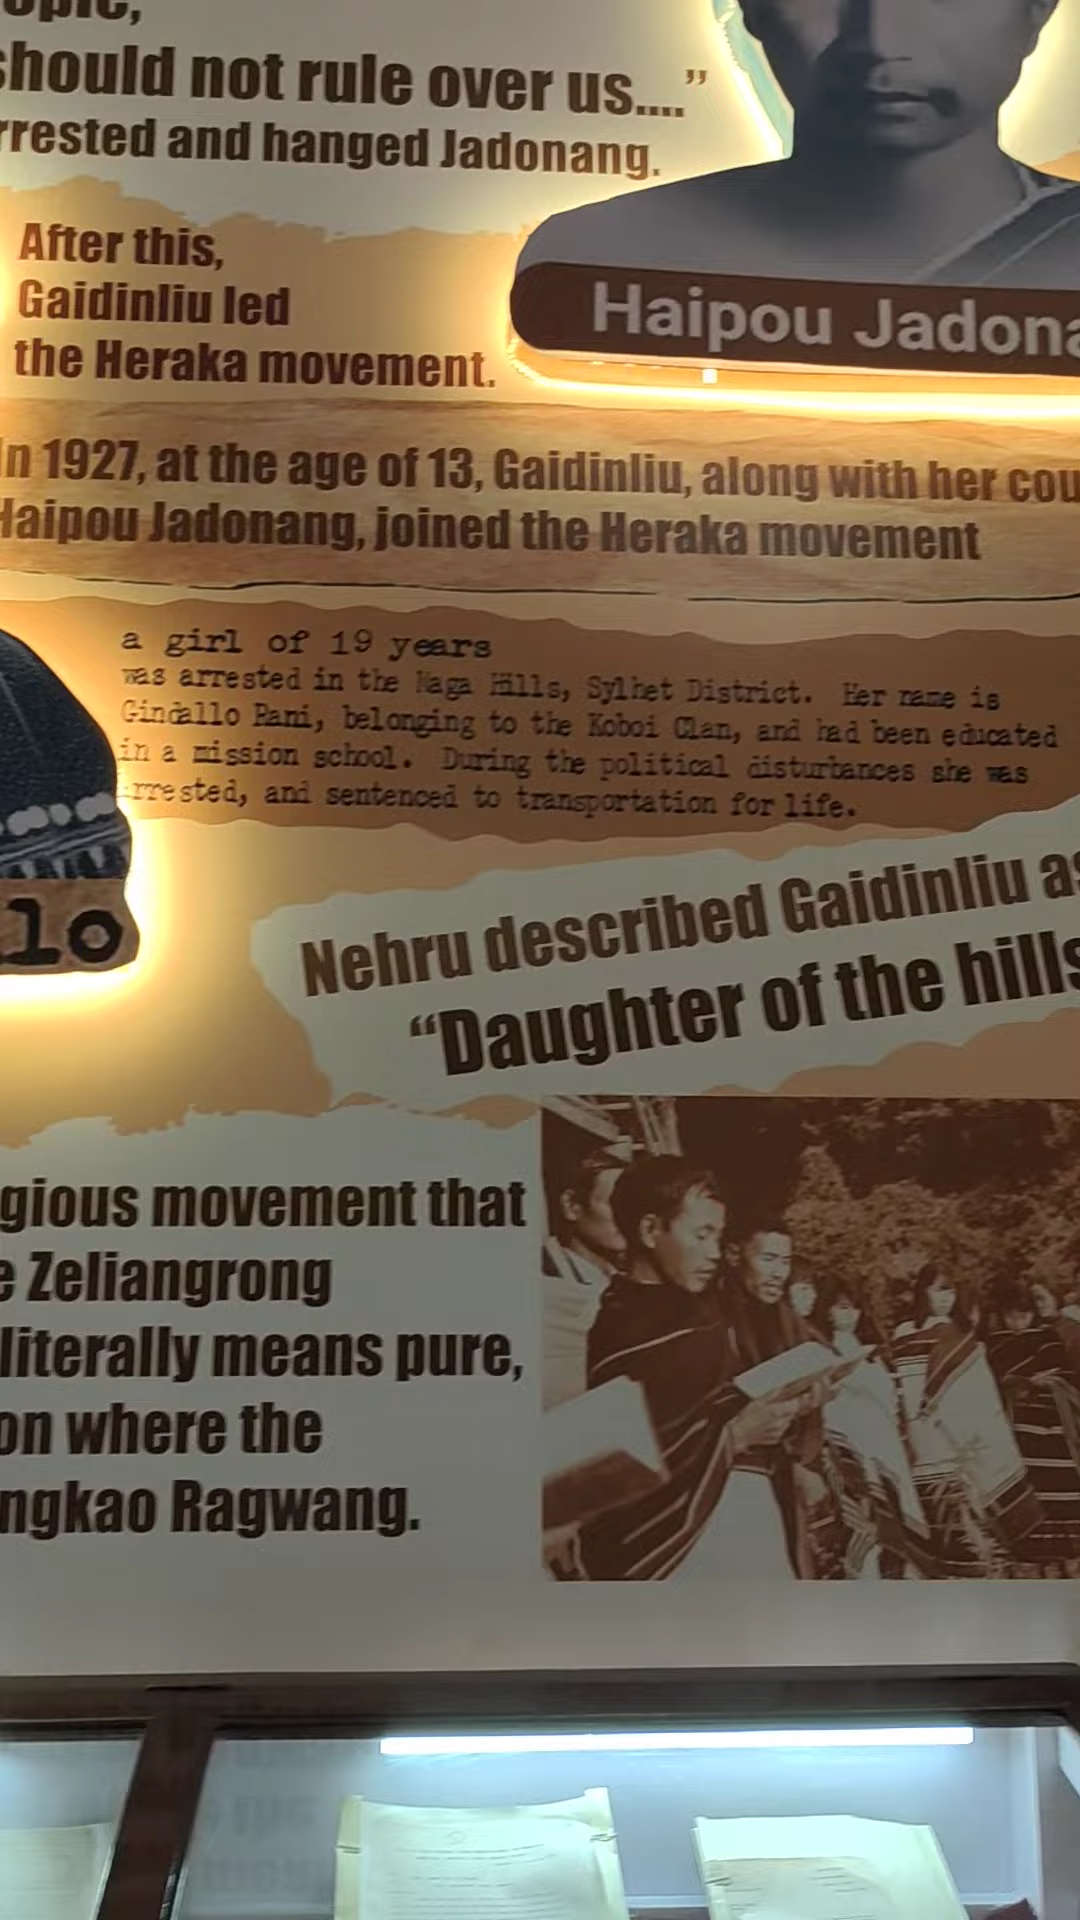 should not rule over us....”
arrested and hanged Jadonang.
After this,
Gaidinliu led
the Heraka movement.
Haipou Jadona
In 1927, at the age of 13, Gaidinliu, along with her cou
Haipou Jadonang, joined the Heraka movement
a girl of 19 years
was arrested in the Naga Hills, Sylhet District. Her name is
Gindallo Rani, belonging to the Koboi Clan, and had been educated
in a mission school. During the political disturbances she was
arrested, and sentenced to transportation for life.
lo
Nehru described Gaidinliu as
“Daughter of the hills
gious movement that
e Zeliangrong
literally means pure,
on where the
ngkao Ragwang.